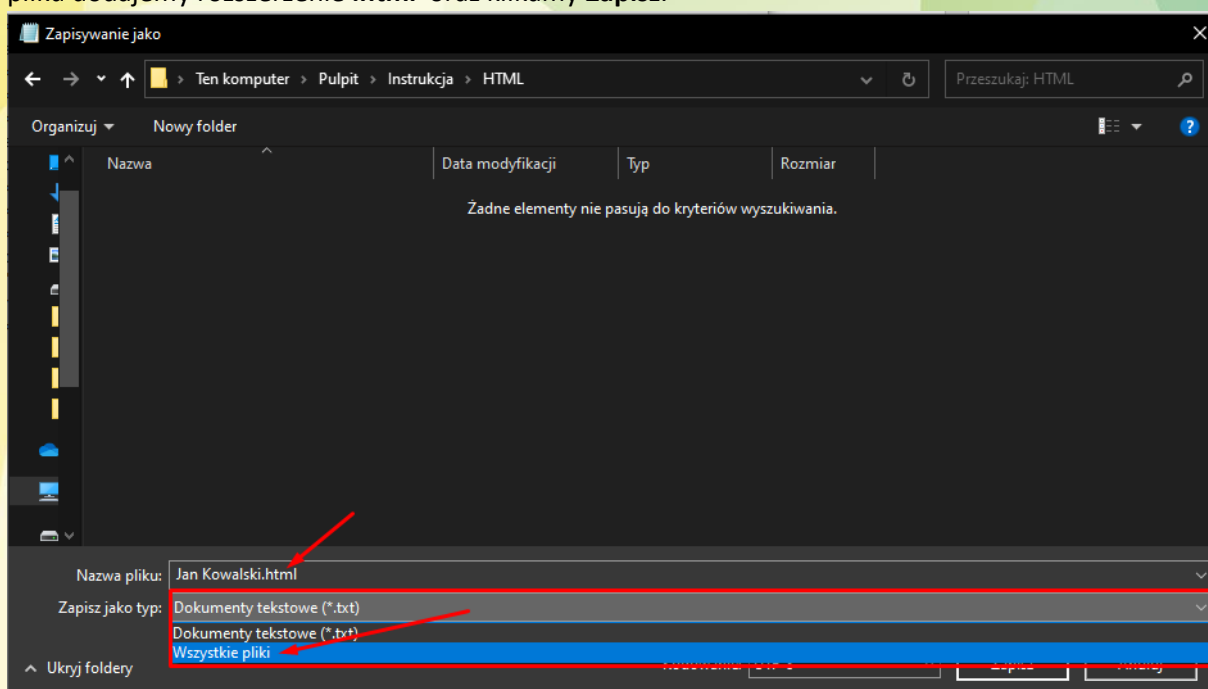 Zapisywanie jako
Ten komputer > Pulpit > Instrukcja > HTML
Przeszukaj: HTML
Organizuj
Nowy folder
Nazwa
Data modyfikacji
Typ
Rozmiar
Żadne elementy nie pasują do kryteriów wyszukiwania.
Nazwa pliku: Jan Kowalski.html
Zapisz jako typ: Dokumenty tekstowe (*.txt)
Dokumenty tekstowe (*.txt)
Wszystkie pliki
Ukryj foldery